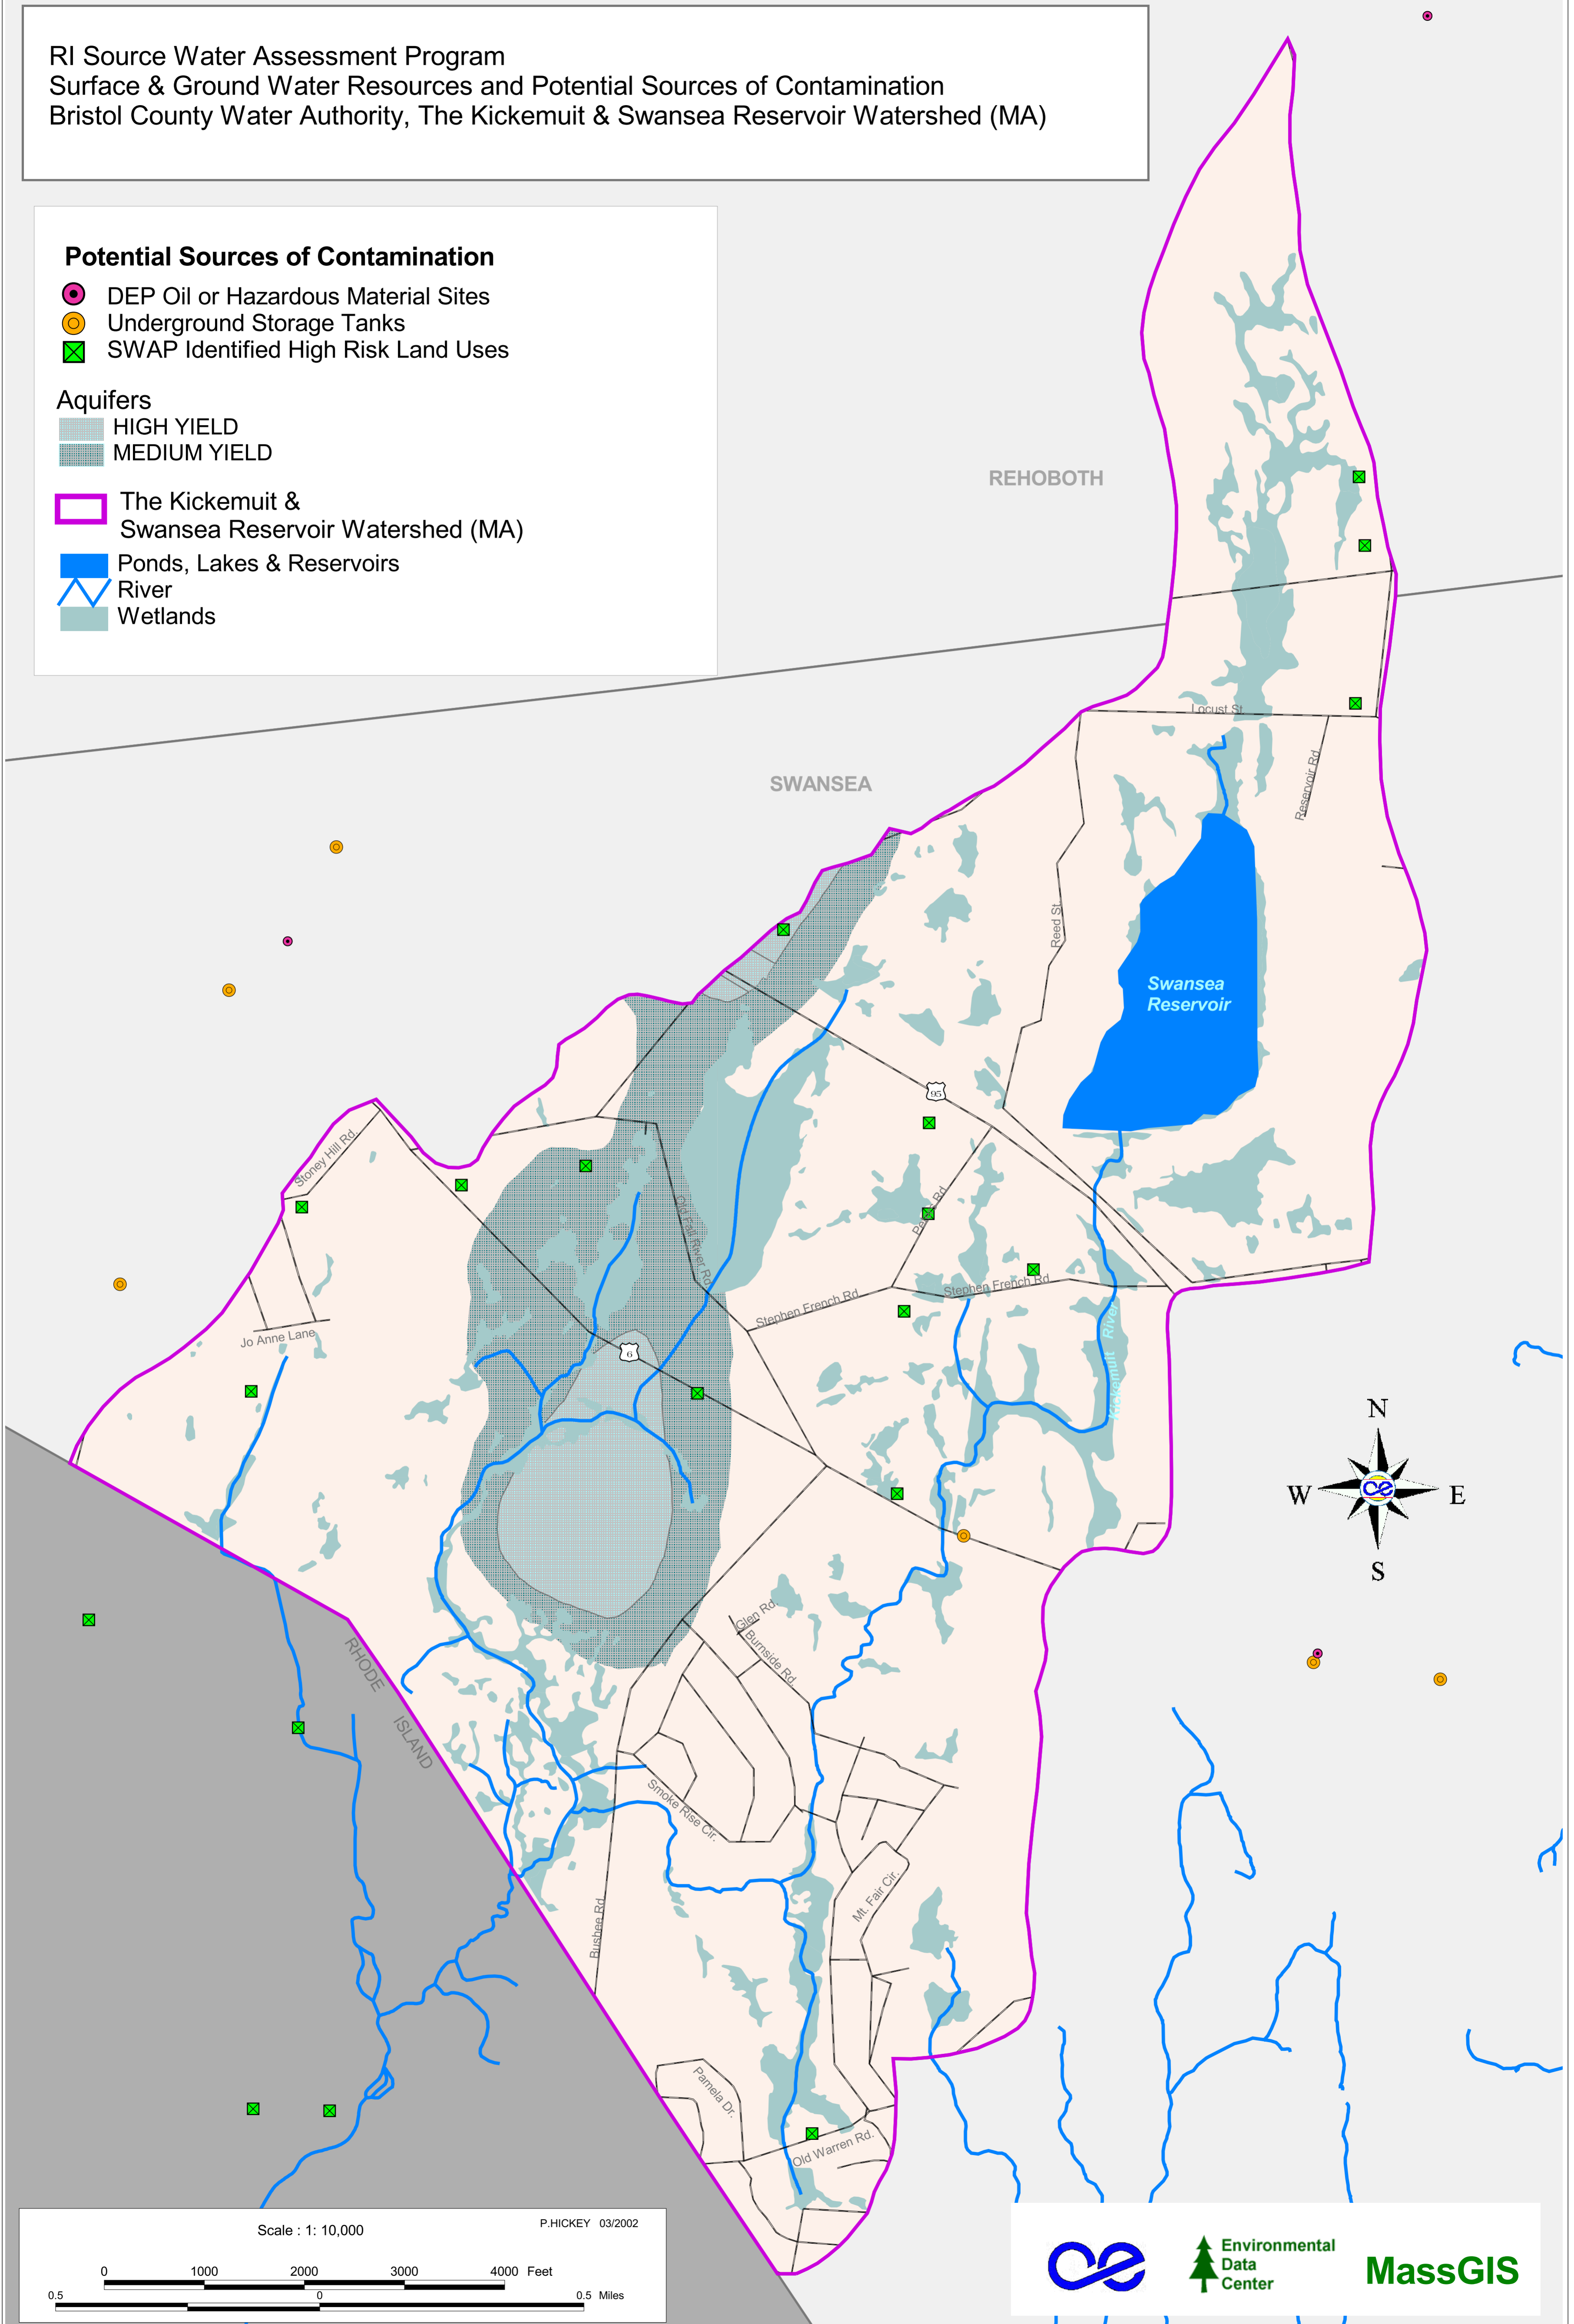 RI Source Water Assessment Program
Surface & Ground Water Resources and Potential Sources of Contamination
Bristol County Water Authority, The Kickemuit & Swansea Reservoir Watershed (MA)
Potential Sources of Contamination
DEP Oil or Hazardous Material Sites
Underground Storage Tanks
SWAP Identified High Risk Land Uses
Aquifers
HIGH YIELD
MEDIUM YIELD
The Kickemuit &
Swansea Reservoir Watershed (MA)
Ponds, Lakes & Reservoirs
River
Wetlands
REHOBOTH
Locust St.
SWANSEA
Reservoir Rd.
Reed St.
Swansea
Reservoir
95
Stoney Hill Rd.
Old Fall River Rd.
Stephen French Rd.
Stephen French Rd.
Jo Anne Lane
6
Kickemuit River
N
W
E
S
ce
Glen Rd.
Burnside Rd.
RHODE
ISLAND
Smoke Rise Cir.
Mt. Fair Cir.
Bushee Rd.
Pamela Dr.
Old Warren Rd.
Scale : 1: 10,000
P.HICKEY 03/2002
0 1000 2000 3000 4000 Feet
0.5 0 0.5 Miles
ce
Environmental
Data
Center
MassGIS